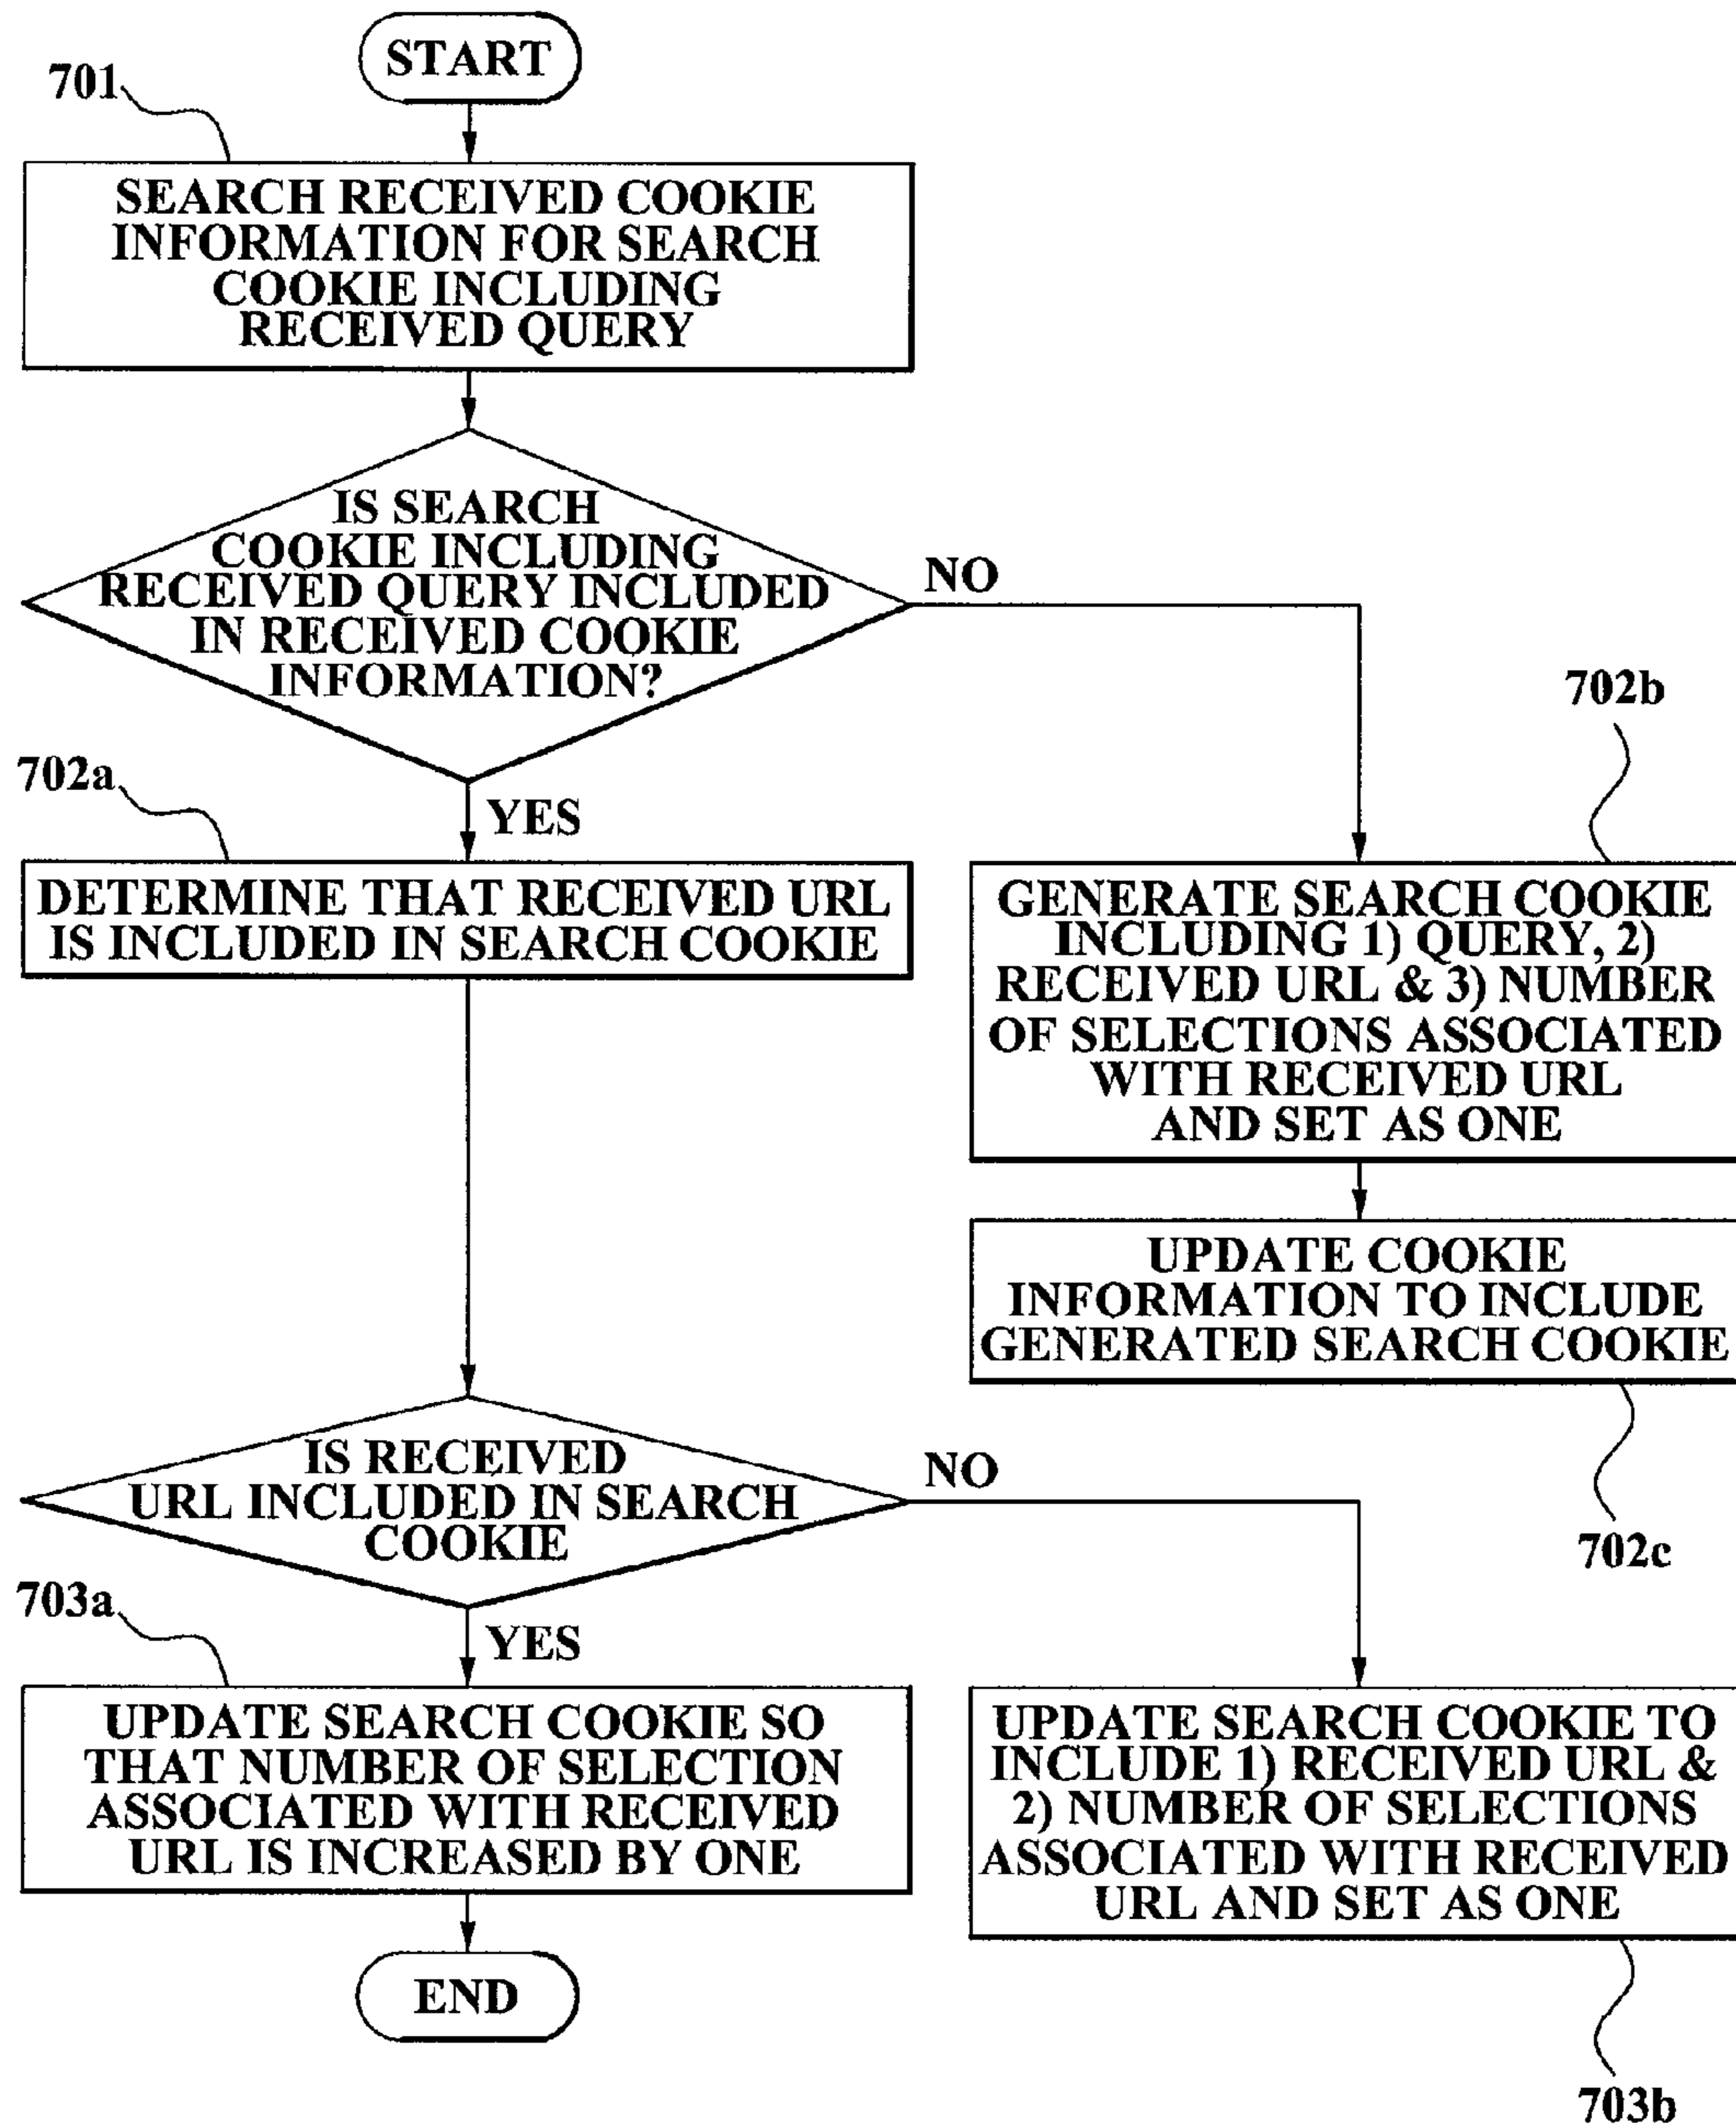 START
701
SEARCH RECEIVED COOKIE
INFORMATION FOR SEARCH
COOKIE INCLUDING
RECEIVED QUERY
IS SEARCH
COOKIE INCLUDING
RECEIVED QUERY INCLUDED
IN RECEIVED COOKIE
INFORMATION?
NO
YES
702a
DETERMINE THAT RECEIVED URL
IS INCLUDED IN SEARCH COOKIE
702b
GENERATE SEARCH COOKIE
INCLUDING 1) QUERY, 2)
RECEIVED URL & 3) NUMBER
OF SELECTIONS ASSOCIATED
WITH RECEIVED URL
AND SET AS ONE
UPDATE COOKIE
INFORMATION TO INCLUDE
GENERATED SEARCH COOKIE
702c
IS RECEIVED
URL INCLUDED IN SEARCH
COOKIE
NO
YES
703a
UPDATE SEARCH COOKIE SO
THAT NUMBER OF SELECTION
ASSOCIATED WITH RECEIVED
URL IS INCREASED BY ONE
UPDATE SEARCH COOKIE TO
INCLUDE 1) RECEIVED URL &
2) NUMBER OF SELECTIONS
ASSOCIATED WITH RECEIVED
URL AND SET AS ONE
703b
END